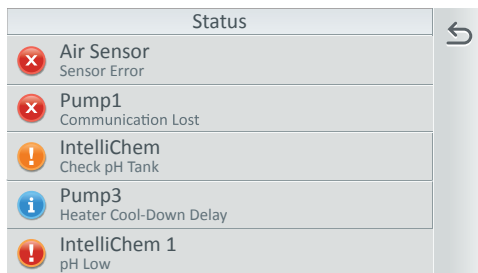 Status
Air Sensor
Sensor Error
Pump1
Communication Lost
IntelliChem
Check pH Tank
Pump3
Heater Cool-Down Delay
IntelliChem 1
pH Low